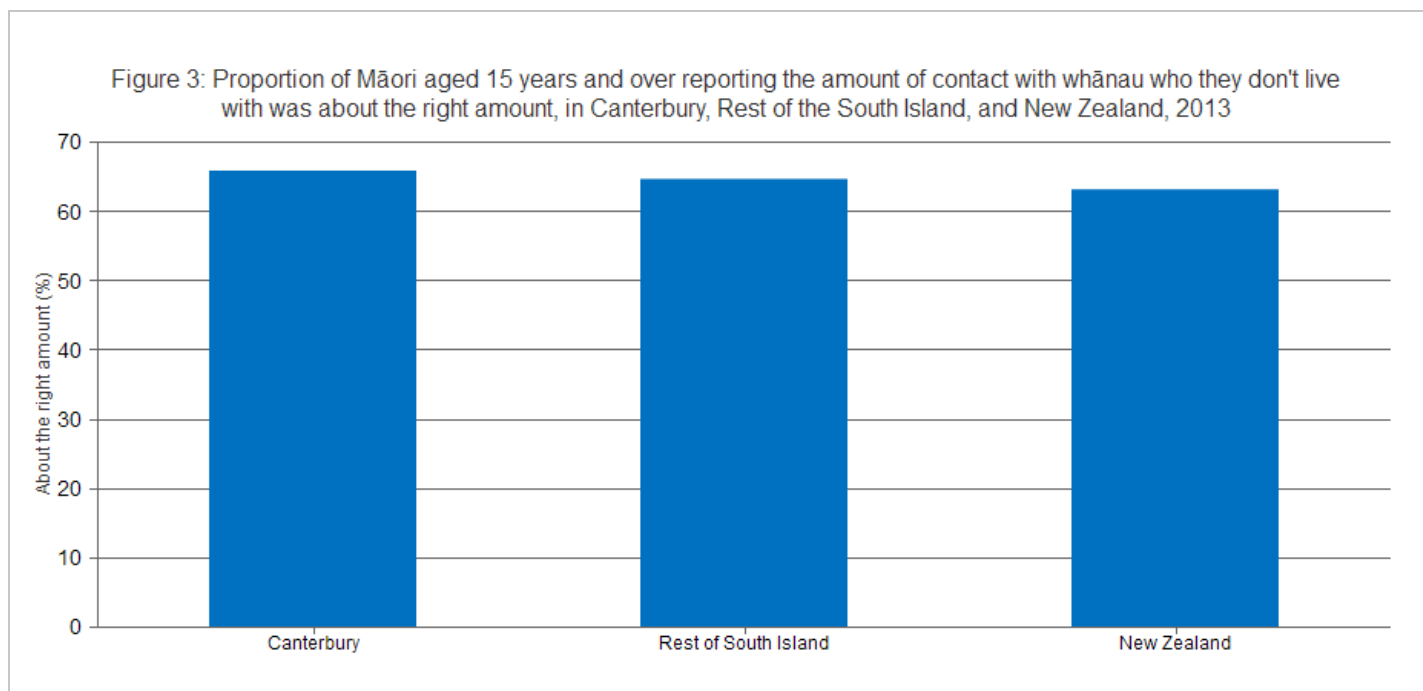 Figure 3: Proportion of Māori aged 15 years and over reporting the amount of contact with whānau who they don't live
with was about the right amount, in Canterbury, Rest of the South Island, and New Zealand, 2013
About the right amount (%)
70
60
50
40
30
20
10
0
Canterbury
Rest of South Island
New Zealand